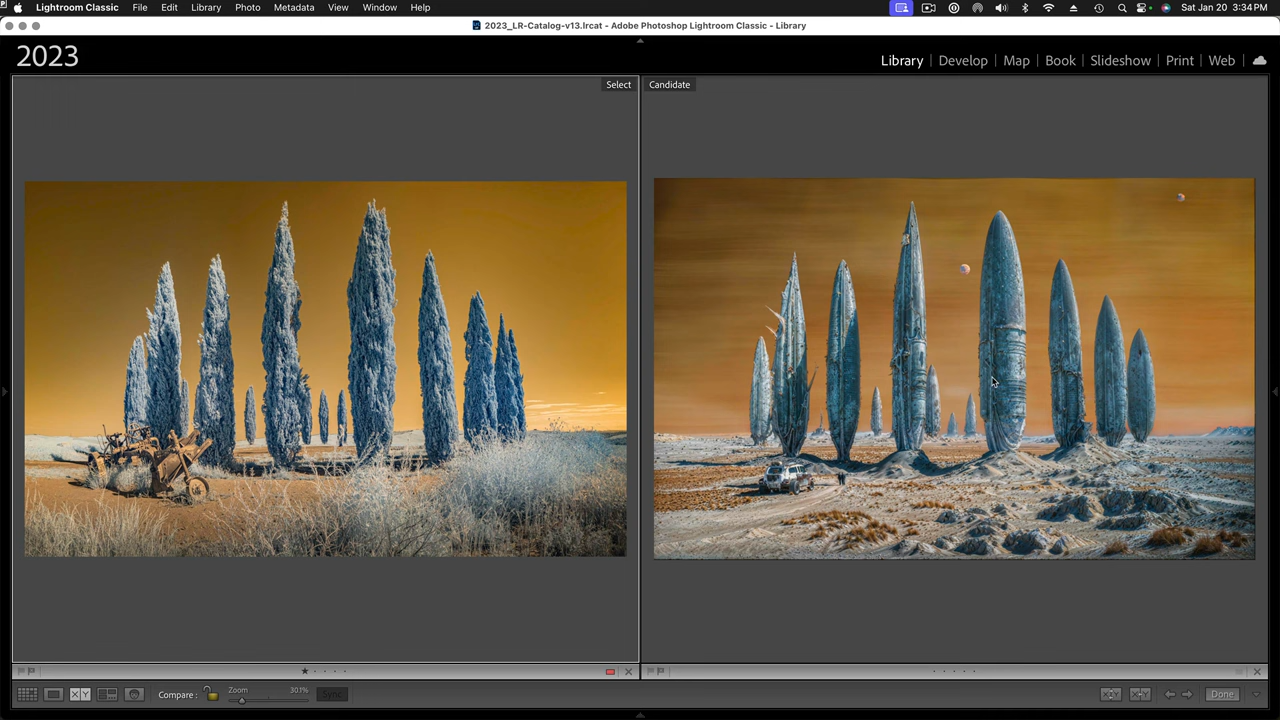 Lightroom Classic File Edit Library Photo Metadata View Window Help Sat Jan 20 3:34 PM
2023_LR-Catalog-v13.lrcat - Adobe Photoshop Lightroom Classic - Library
2023 Library Develop Map Book Slideshow Print Web
Select Candidate
Compare : Zoom 30.1% Sync Done